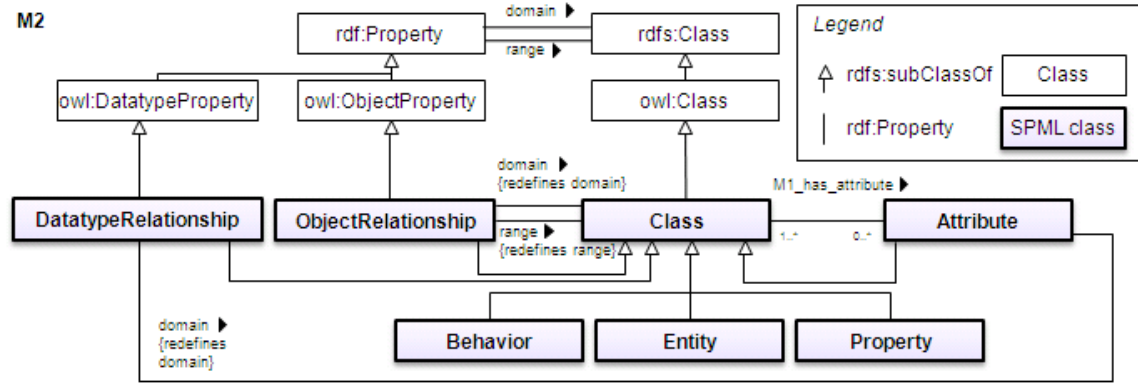 M2
domain ▶
Legend
rdf:Property
rdfs:Class
range ▶
rdfs:subClassOf
Class
owl:DatatypeProperty
owl:ObjectProperty
owl:Class
rdf:Property
SPML class
domain ▶
{redefines domain}
M1_has_attribute ▶
DatatypeRelationship
ObjectRelationship
Class
Attribute
range ▶
{redefines range}
1..*
0..*
domain ▶
{redefines
domain}
Behavior
Entity
Property